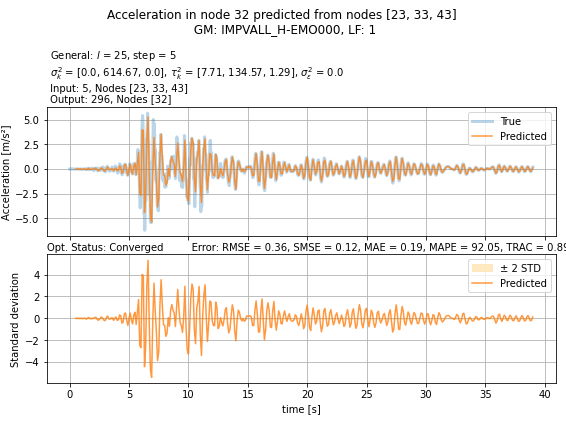 Acceleration in node 32 predicted from nodes [23, 33, 43]
GM: IMPVALL_H-EMO000, LF: 1
General: l = 25, step = 5
σ²ₖ = [0.0, 614.67, 0.0], τ²ₖ = [7.71, 134.57, 1.29], σ²ε = 0.0
Input: 5, Nodes [23, 33, 43]
Output: 296, Nodes [32]
Acceleration [m/s²]
5.0
2.5
0.0
−2.5
−5.0
True
Predicted
Opt. Status: Converged Error: RMSE = 0.36, SMSE = 0.12, MAE = 0.19, MAPE = 92.05, TRAC = 0.89
Standard deviation
4
2
0
−2
−4
± 2 STD
Predicted
0 5 10 15 20 25 30 35 40
time [s]